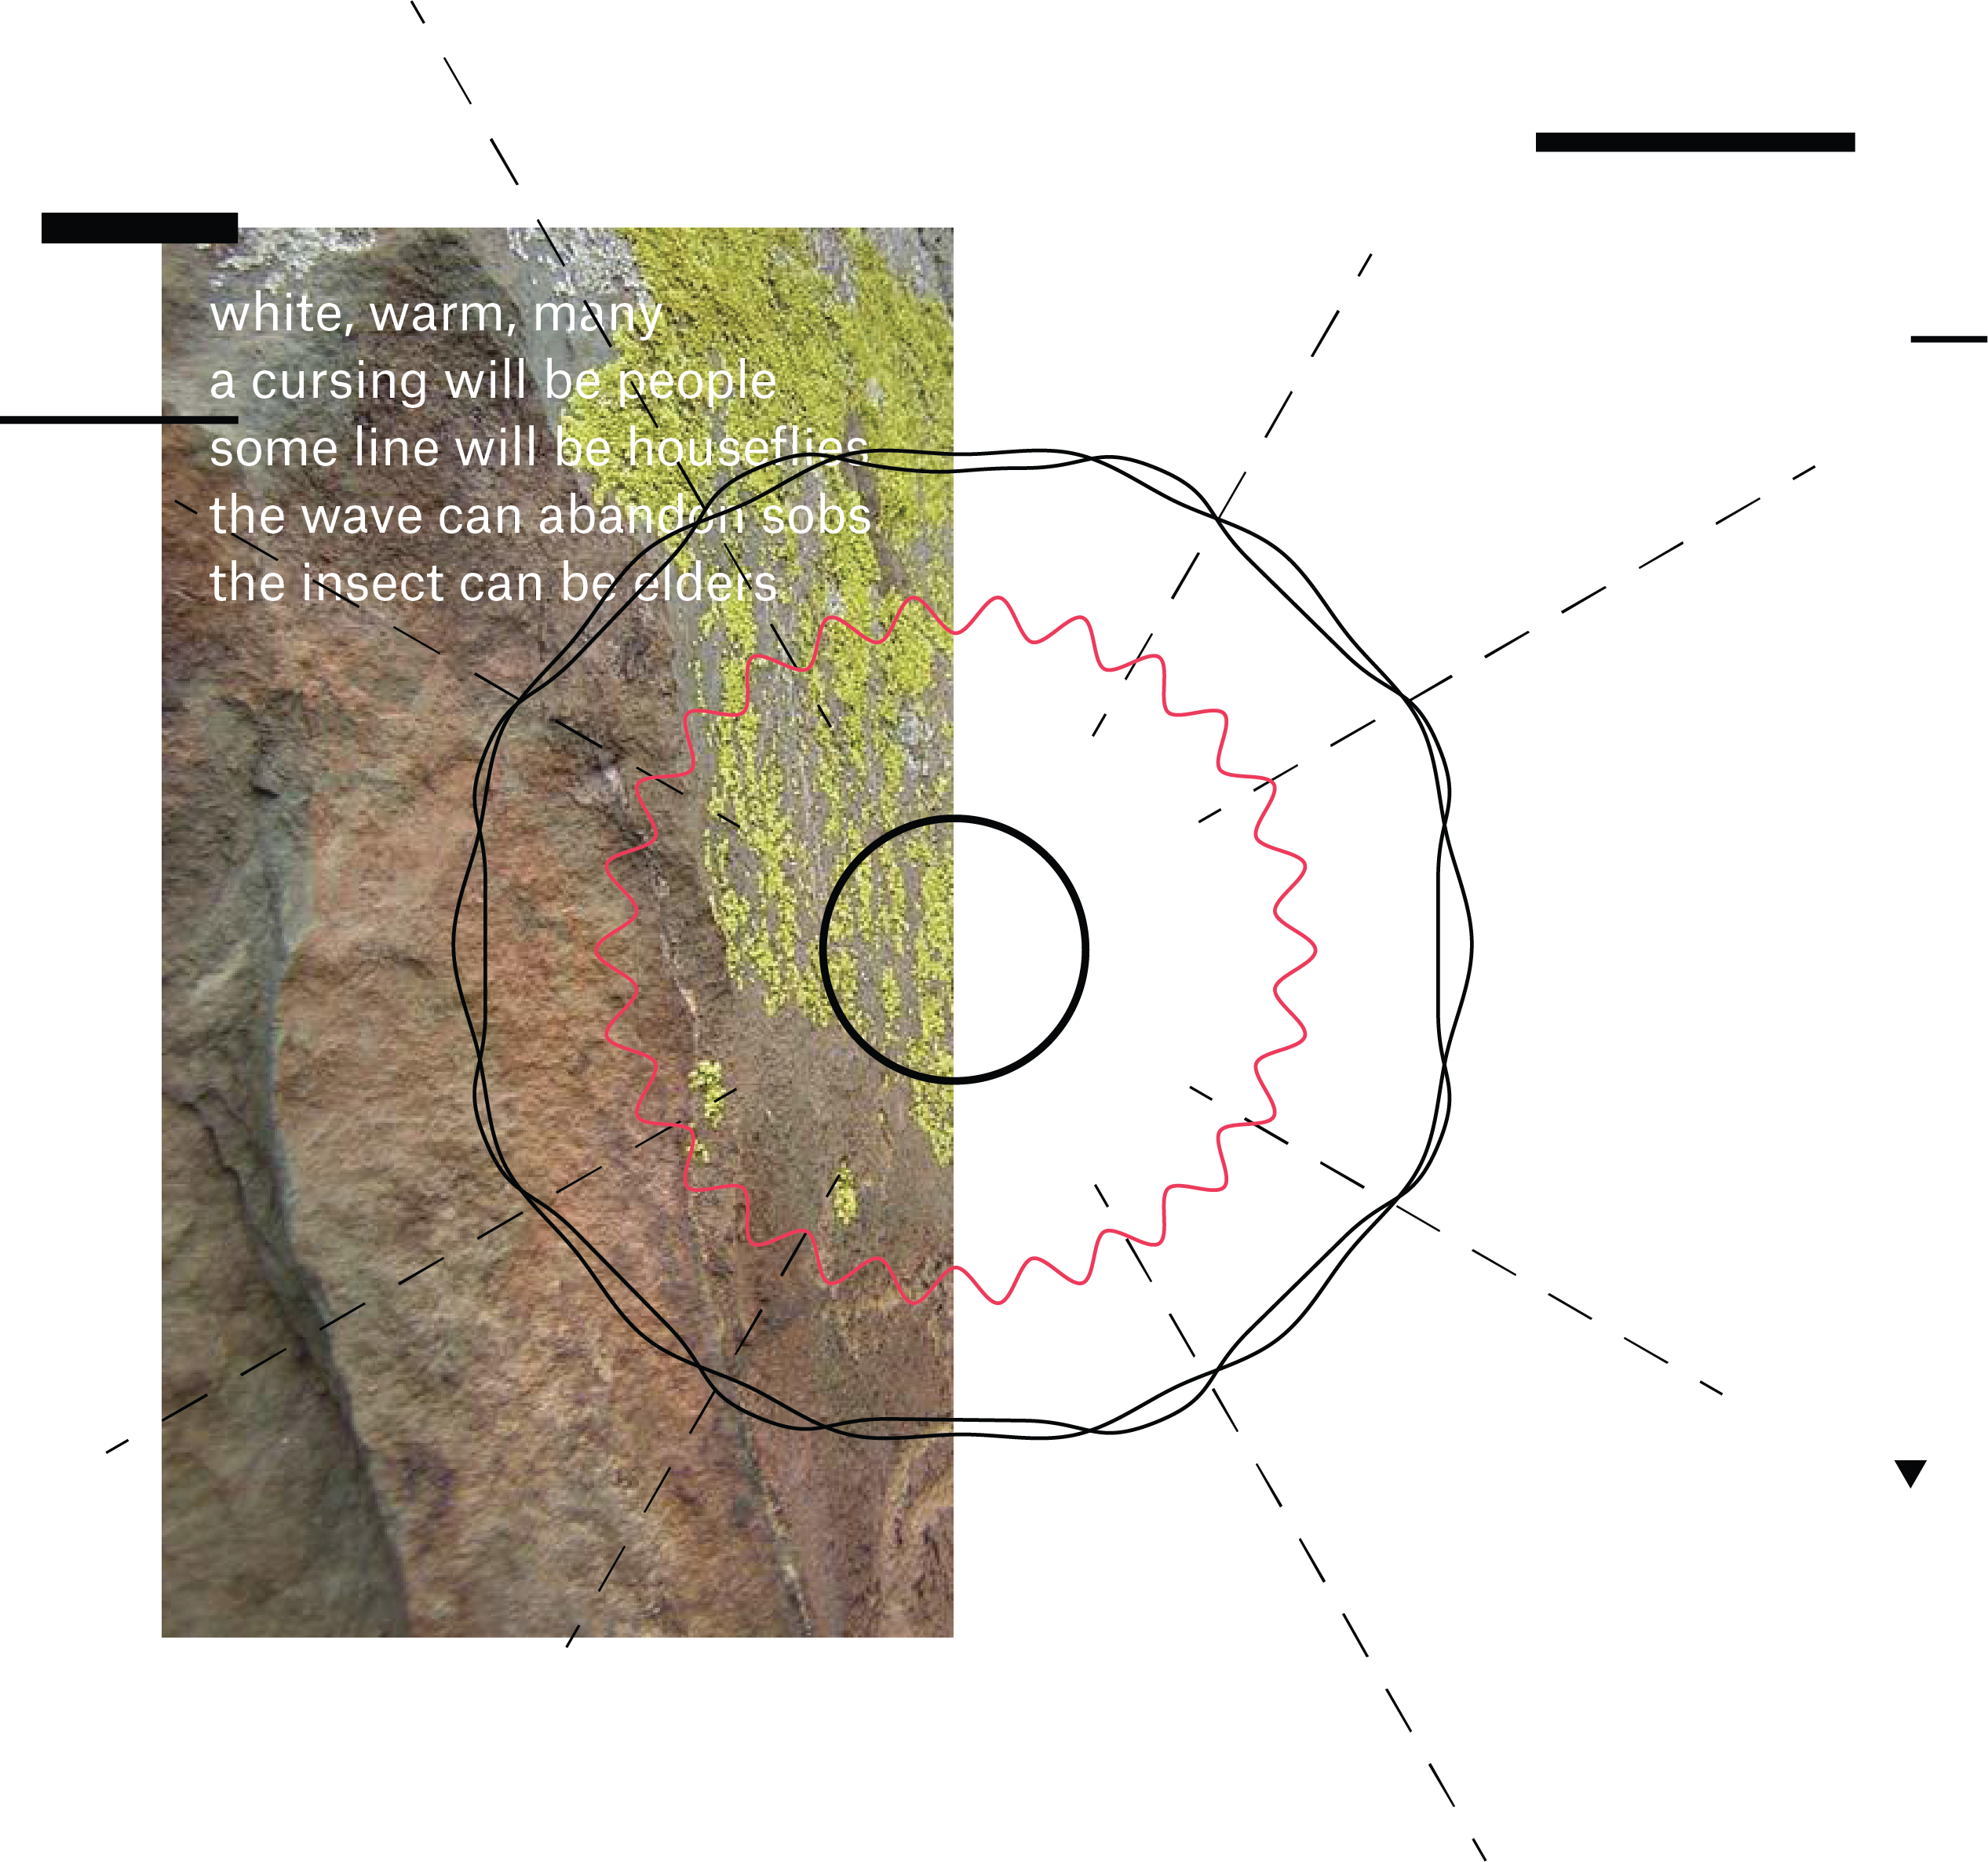 white, warm, many
a cursing will be people
some line will be houseflies
the wave can abandon sobs
the insect can be elders